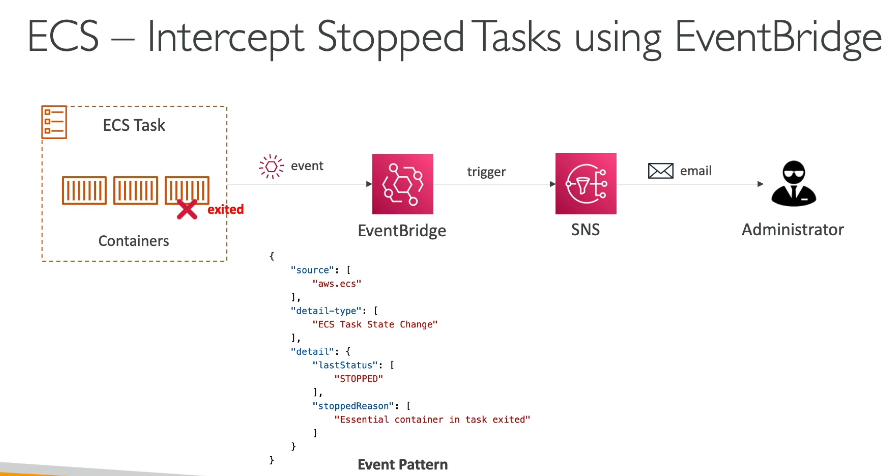 ECS – Intercept Stopped Tasks using EventBridge
ECS Task
exited
Containers
event
EventBridge
trigger
SNS
email
Administrator
{
"source": [
"aws.ecs"
],
"detail-type": [
"ECS Task State Change"
],
"detail": {
"lastStatus": [
"STOPPED"
],
"stoppedReason": [
"Essential container in task exited"
]
}
}
Event Pattern